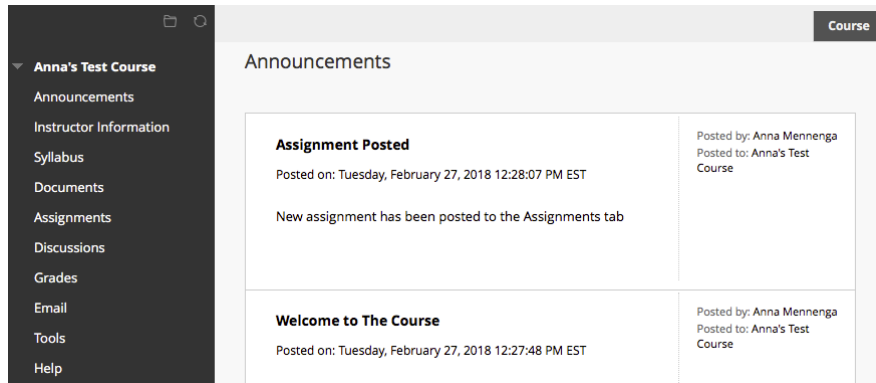 Anna's Test Course
Announcements
Instructor Information
Syllabus
Documents
Assignments
Discussions
Grades
Email
Tools
Help
Course
Announcements
Assignment Posted
Posted on: Tuesday, February 27, 2018 12:28:07 PM EST
New assignment has been posted to the Assignments tab
Posted by: Anna Mennenga
Posted to: Anna's Test
Course
Welcome to The Course
Posted on: Tuesday, February 27, 2018 12:27:48 PM EST
Posted by: Anna Mennenga
Posted to: Anna's Test
Course